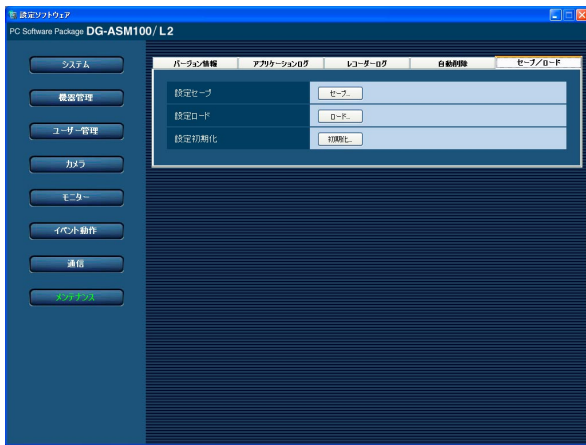 設定ソフトウェア
PC Software Package DG-ASM100/L2
システム
機器管理
ユーザー管理
カメラ
モニター
イベント動作
通信
メンテナンス
バージョン情報 アプリケーションログ レコーダーログ 自動削除 セーブ/ロード
設定セーブ セーブ...
設定ロード ロード...
設定初期化 初期化...